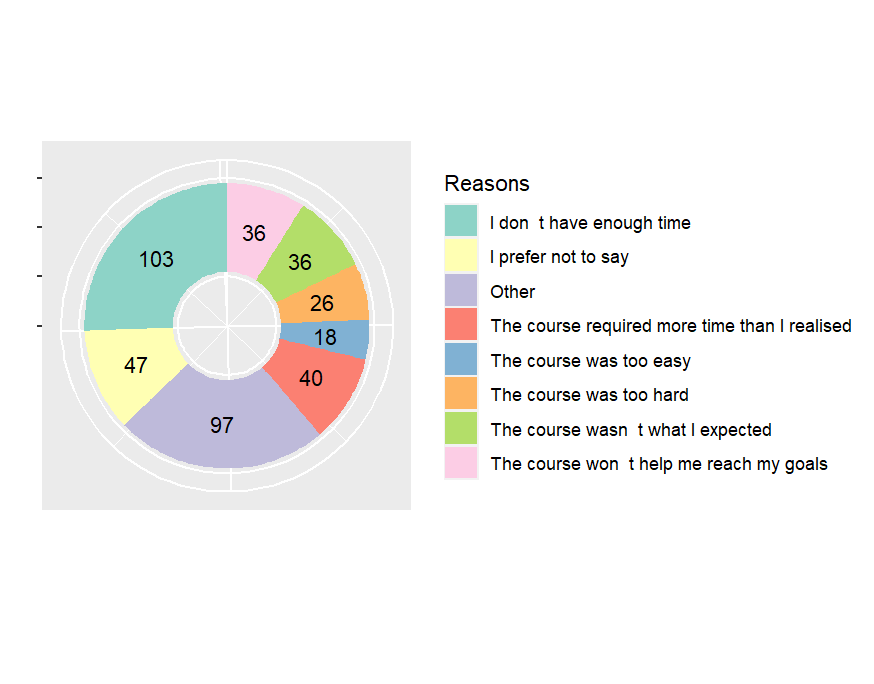 Reasons
I don  t have enough time
I prefer not to say
Other
The course required more time than I realised
The course was too easy
The course was too hard
The course wasn  t what I expected
The course won  t help me reach my goals
36
36
103
26
18
47
40
97